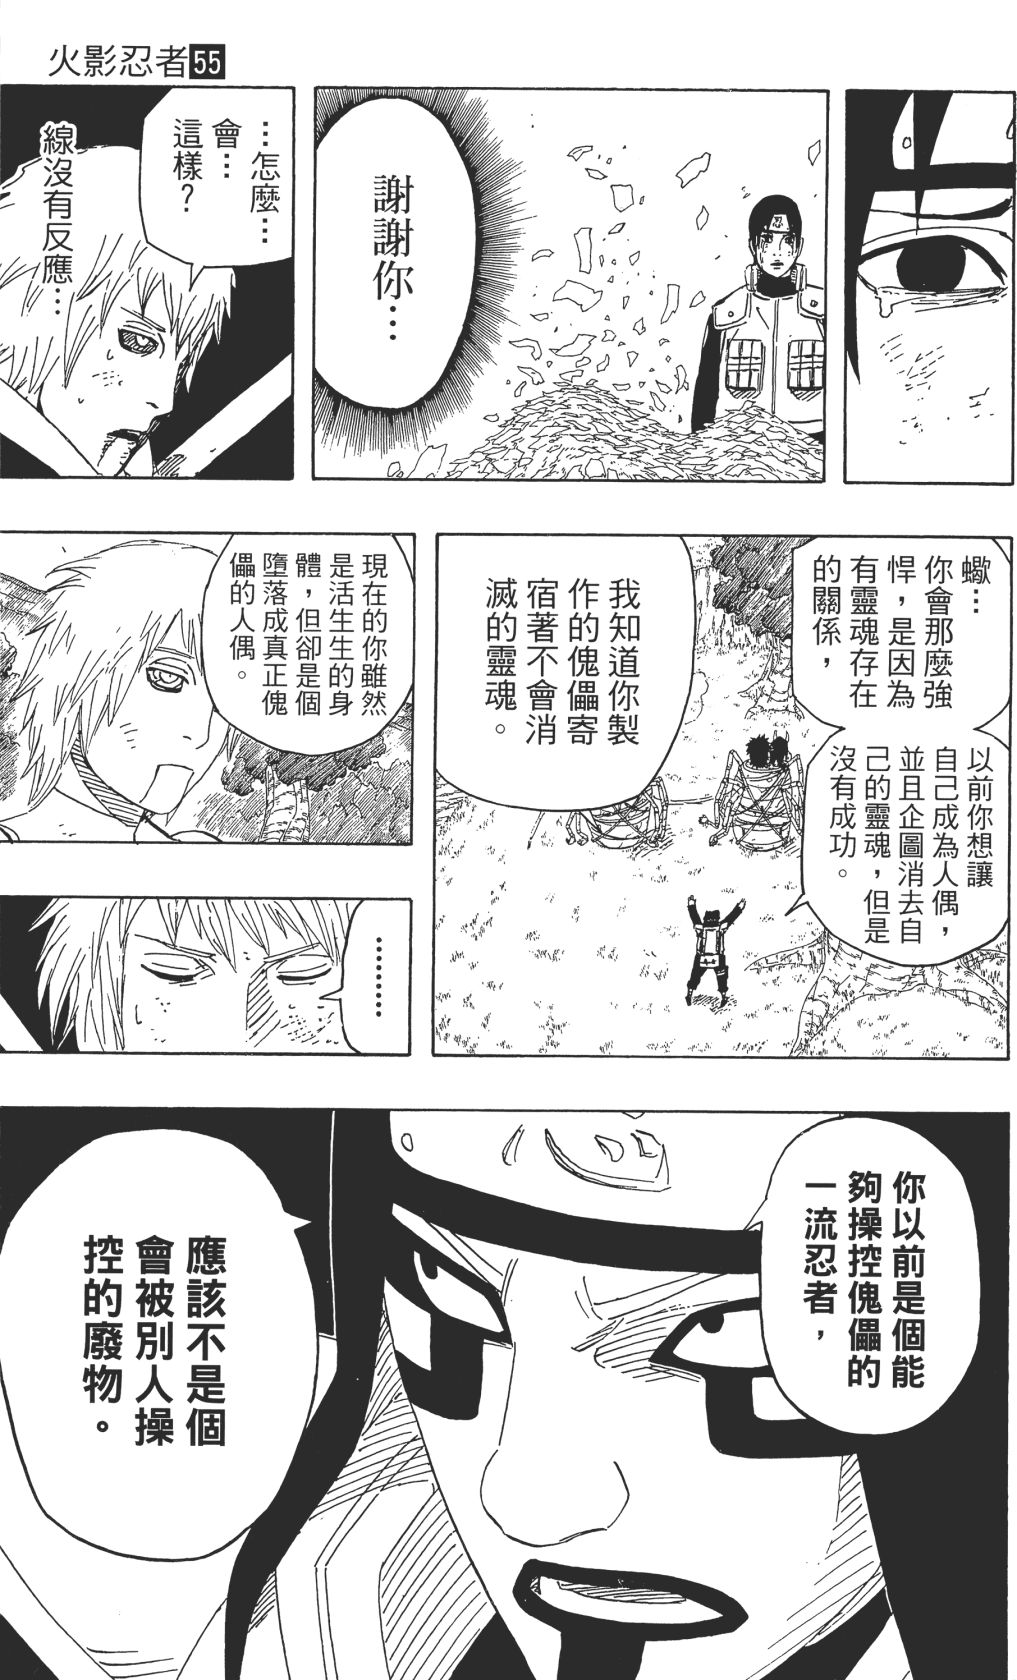 火影忍者55
謝謝你…
…怎麼…
會…
這樣?
線沒有反應…
蠍…
你會那麼強
悍,是因為
有靈魂存在
的關係,
以前你想讓
自己成為人偶,
並且企圖消去自
己的靈魂,但是
沒有成功。
我知道你製
作的傀儡寄
宿著不會消
滅的靈魂。
現在的你雖然
是活生生的身
體,但卻是個
墮落成真正傀
儡的人偶。
………
你以前是個能
夠操控傀儡的
一流忍者,
應該不是個
會被別人操
控的廢物。